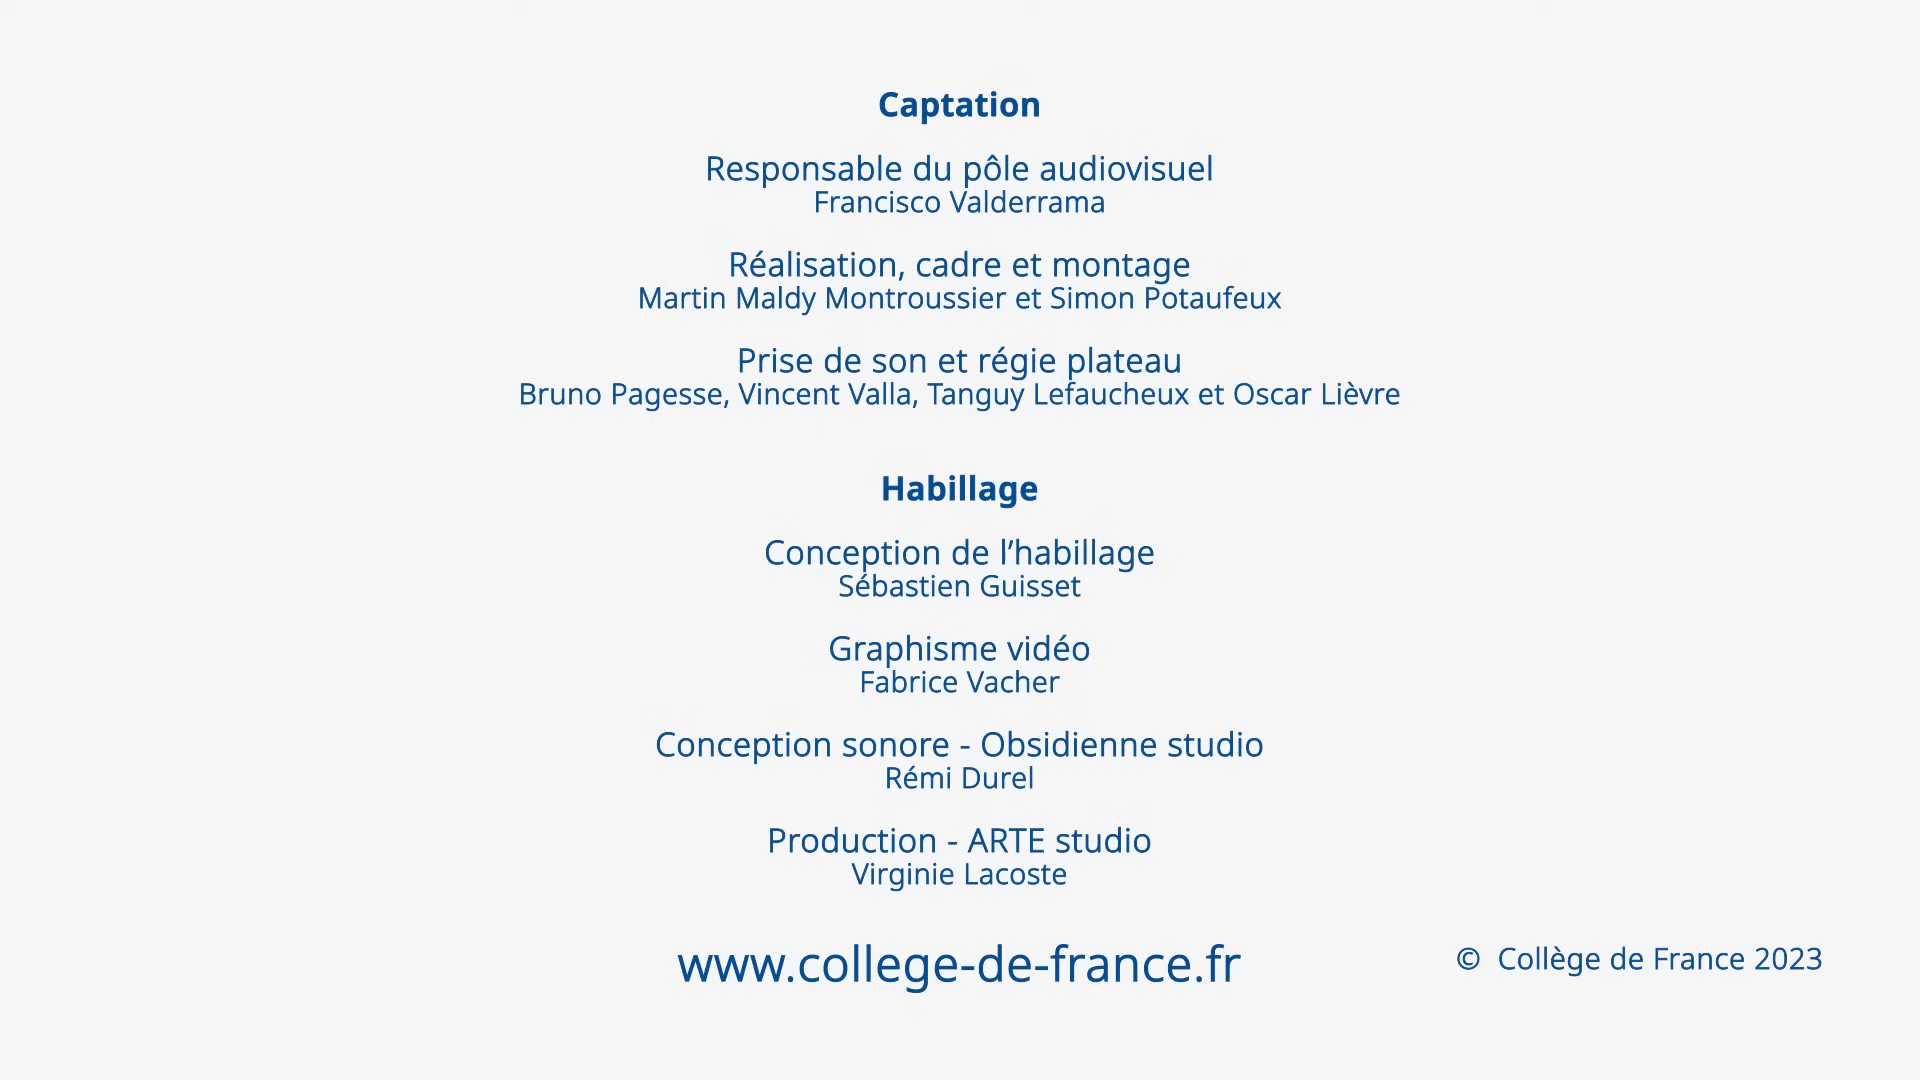 Captation
Responsable du pôle audiovisuel
Francisco Valderrama
Réalisation, cadre et montage
Martin Maldy Montroussier et Simon Potaufeux
Prise de son et régie plateau
Bruno Pagesse, Vincent Valla, Tanguy Lefaucheux et Oscar Lièvre
Habillage
Conception de l’habillage
Sébastien Guisset
Graphisme vidéo
Fabrice Vacher
Conception sonore - Obsidienne studio
Rémi Durel
Production - ARTE studio
Virginie Lacoste
www.college-de-france.fr
© Collège de France 2023